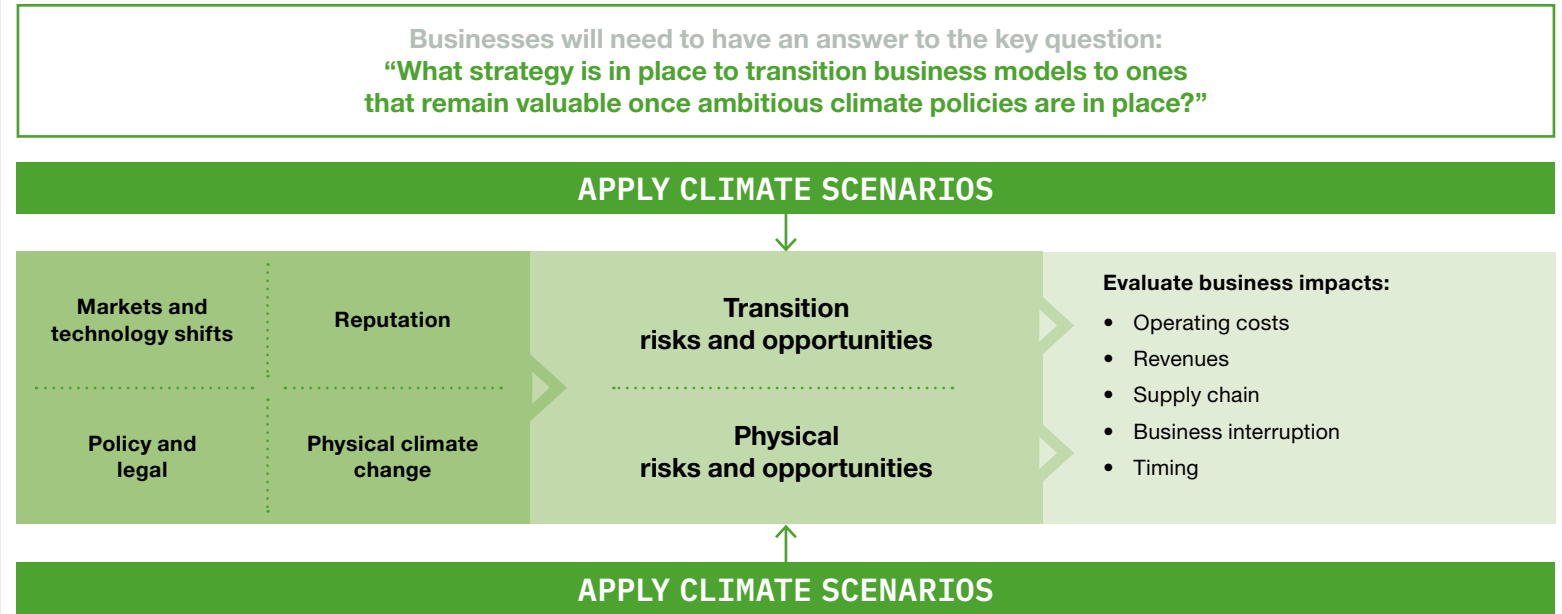 Businesses will need to have an answer to the key question:
“What strategy is in place to transition business models to ones
that remain valuable once ambitious climate policies are in place?”
APPLY CLIMATE SCENARIOS
Markets and
technology shifts
Reputation
Policy and
legal
Physical climate
change
Transition
risks and opportunities
Physical
risks and opportunities
Evaluate business impacts:
• Operating costs
• Revenues
• Supply chain
• Business interruption
• Timing
APPLY CLIMATE SCENARIOS